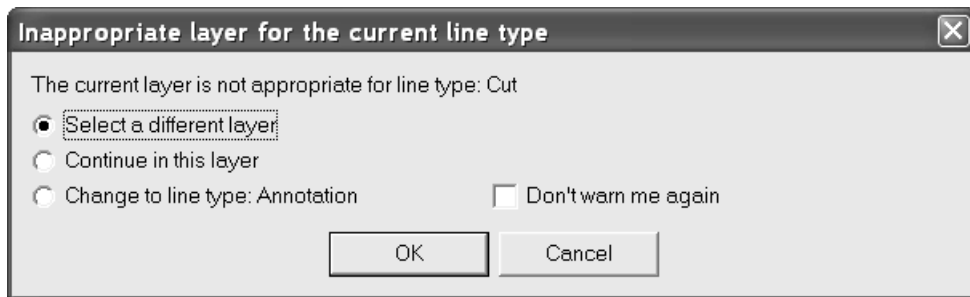 Inappropriate layer for the current line type
The current layer is not appropriate for line type: Cut
Select a different layer
Continue in this layer
Change to line type: Annotation
Don't warn me again
OK
Cancel